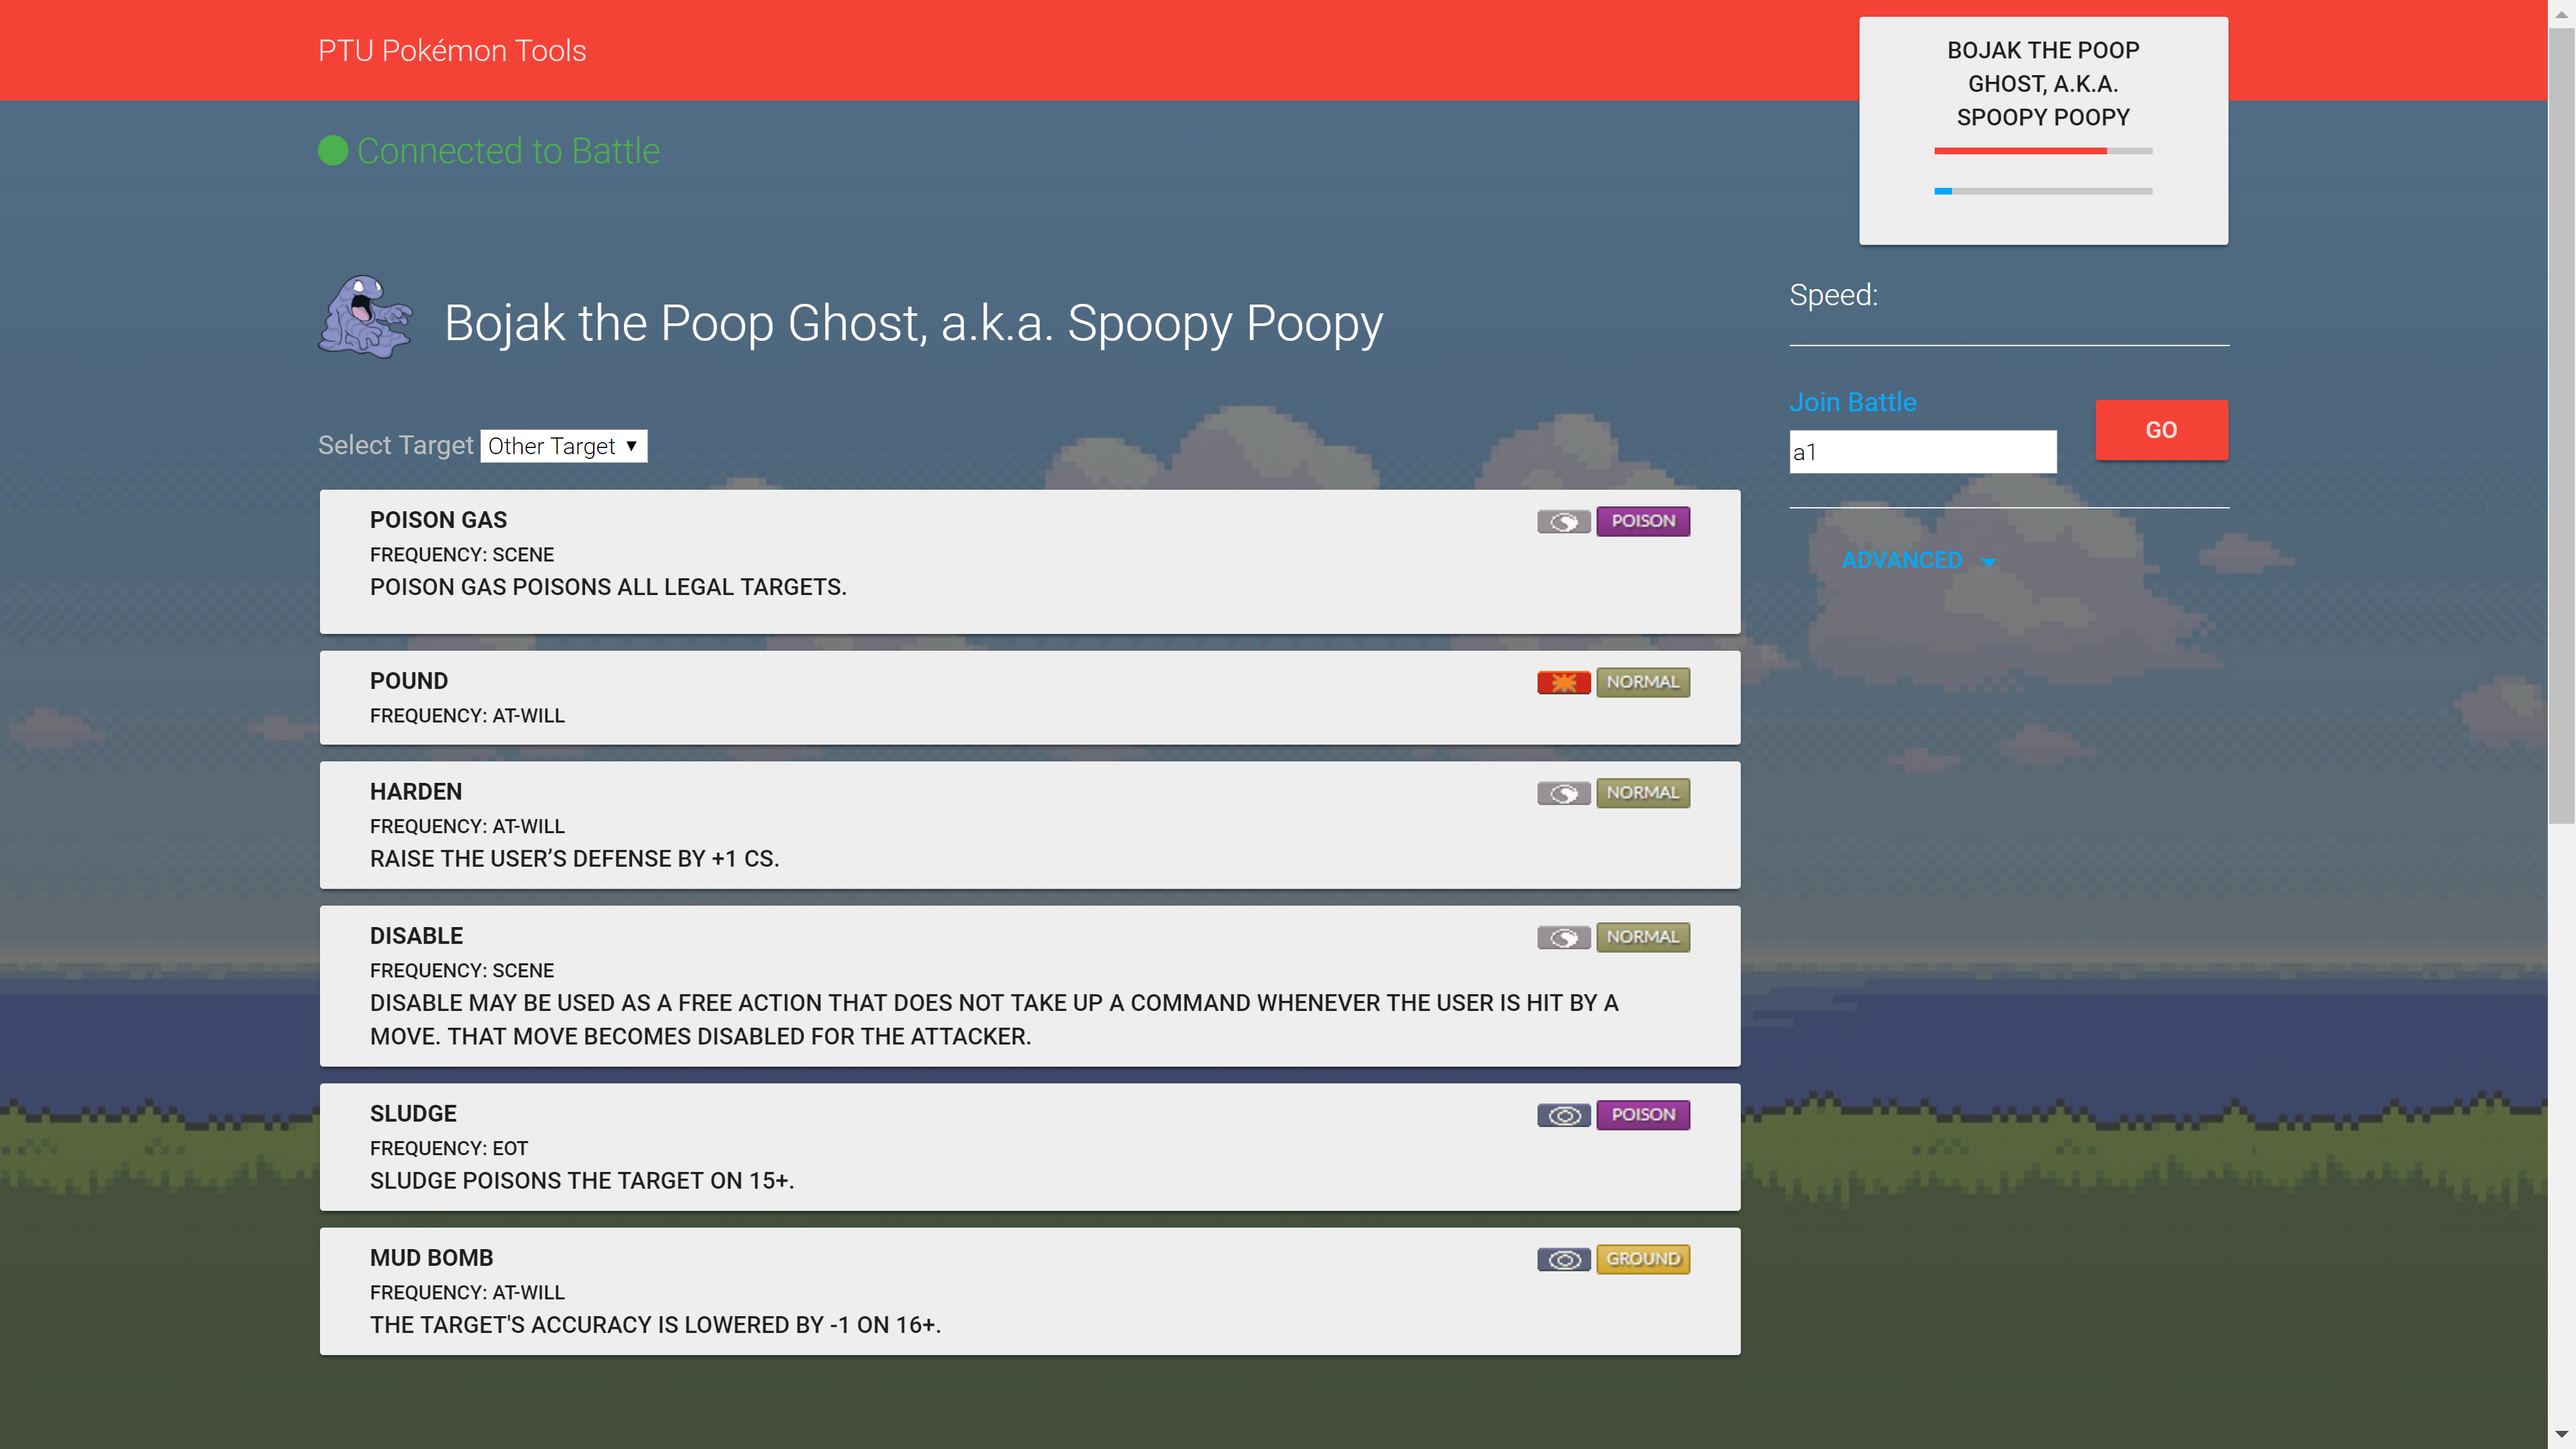 PTU Pokémon Tools
BOJAK THE POOP
GHOST, A.K.A.
SPOOPY POOPY
Connected to Battle
Bojak the Poop Ghost, a.k.a. Spoopy Poopy
Speed:
Join Battle
a1
GO
ADVANCED
Select Target Other Target
POISON GAS
POISON
FREQUENCY: SCENE
POISON GAS POISONS ALL LEGAL TARGETS.
POUND
NORMAL
FREQUENCY: AT-WILL
HARDEN
NORMAL
FREQUENCY: AT-WILL
RAISE THE USER’S DEFENSE BY +1 CS.
DISABLE
NORMAL
FREQUENCY: SCENE
DISABLE MAY BE USED AS A FREE ACTION THAT DOES NOT TAKE UP A COMMAND WHENEVER THE USER IS HIT BY A
MOVE. THAT MOVE BECOMES DISABLED FOR THE ATTACKER.
SLUDGE
POISON
FREQUENCY: EOT
SLUDGE POISONS THE TARGET ON 15+.
MUD BOMB
GROUND
FREQUENCY: AT-WILL
THE TARGET'S ACCURACY IS LOWERED BY -1 ON 16+.